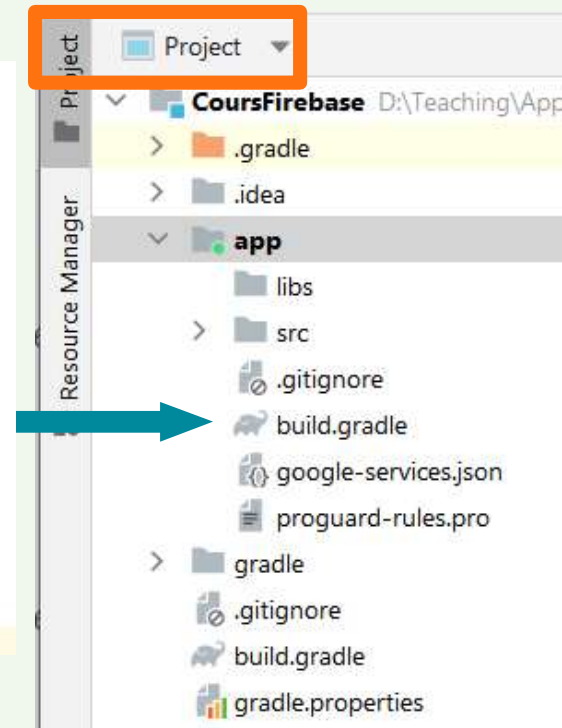 Project
Project
CoursFirebase D:\Teaching\App
.gradle
.idea
app
libs
src
.gitignore
build.gradle
google-services.json
proguard-rules.pro
gradle
.gitignore
build.gradle
gradle.properties
Resource Manager